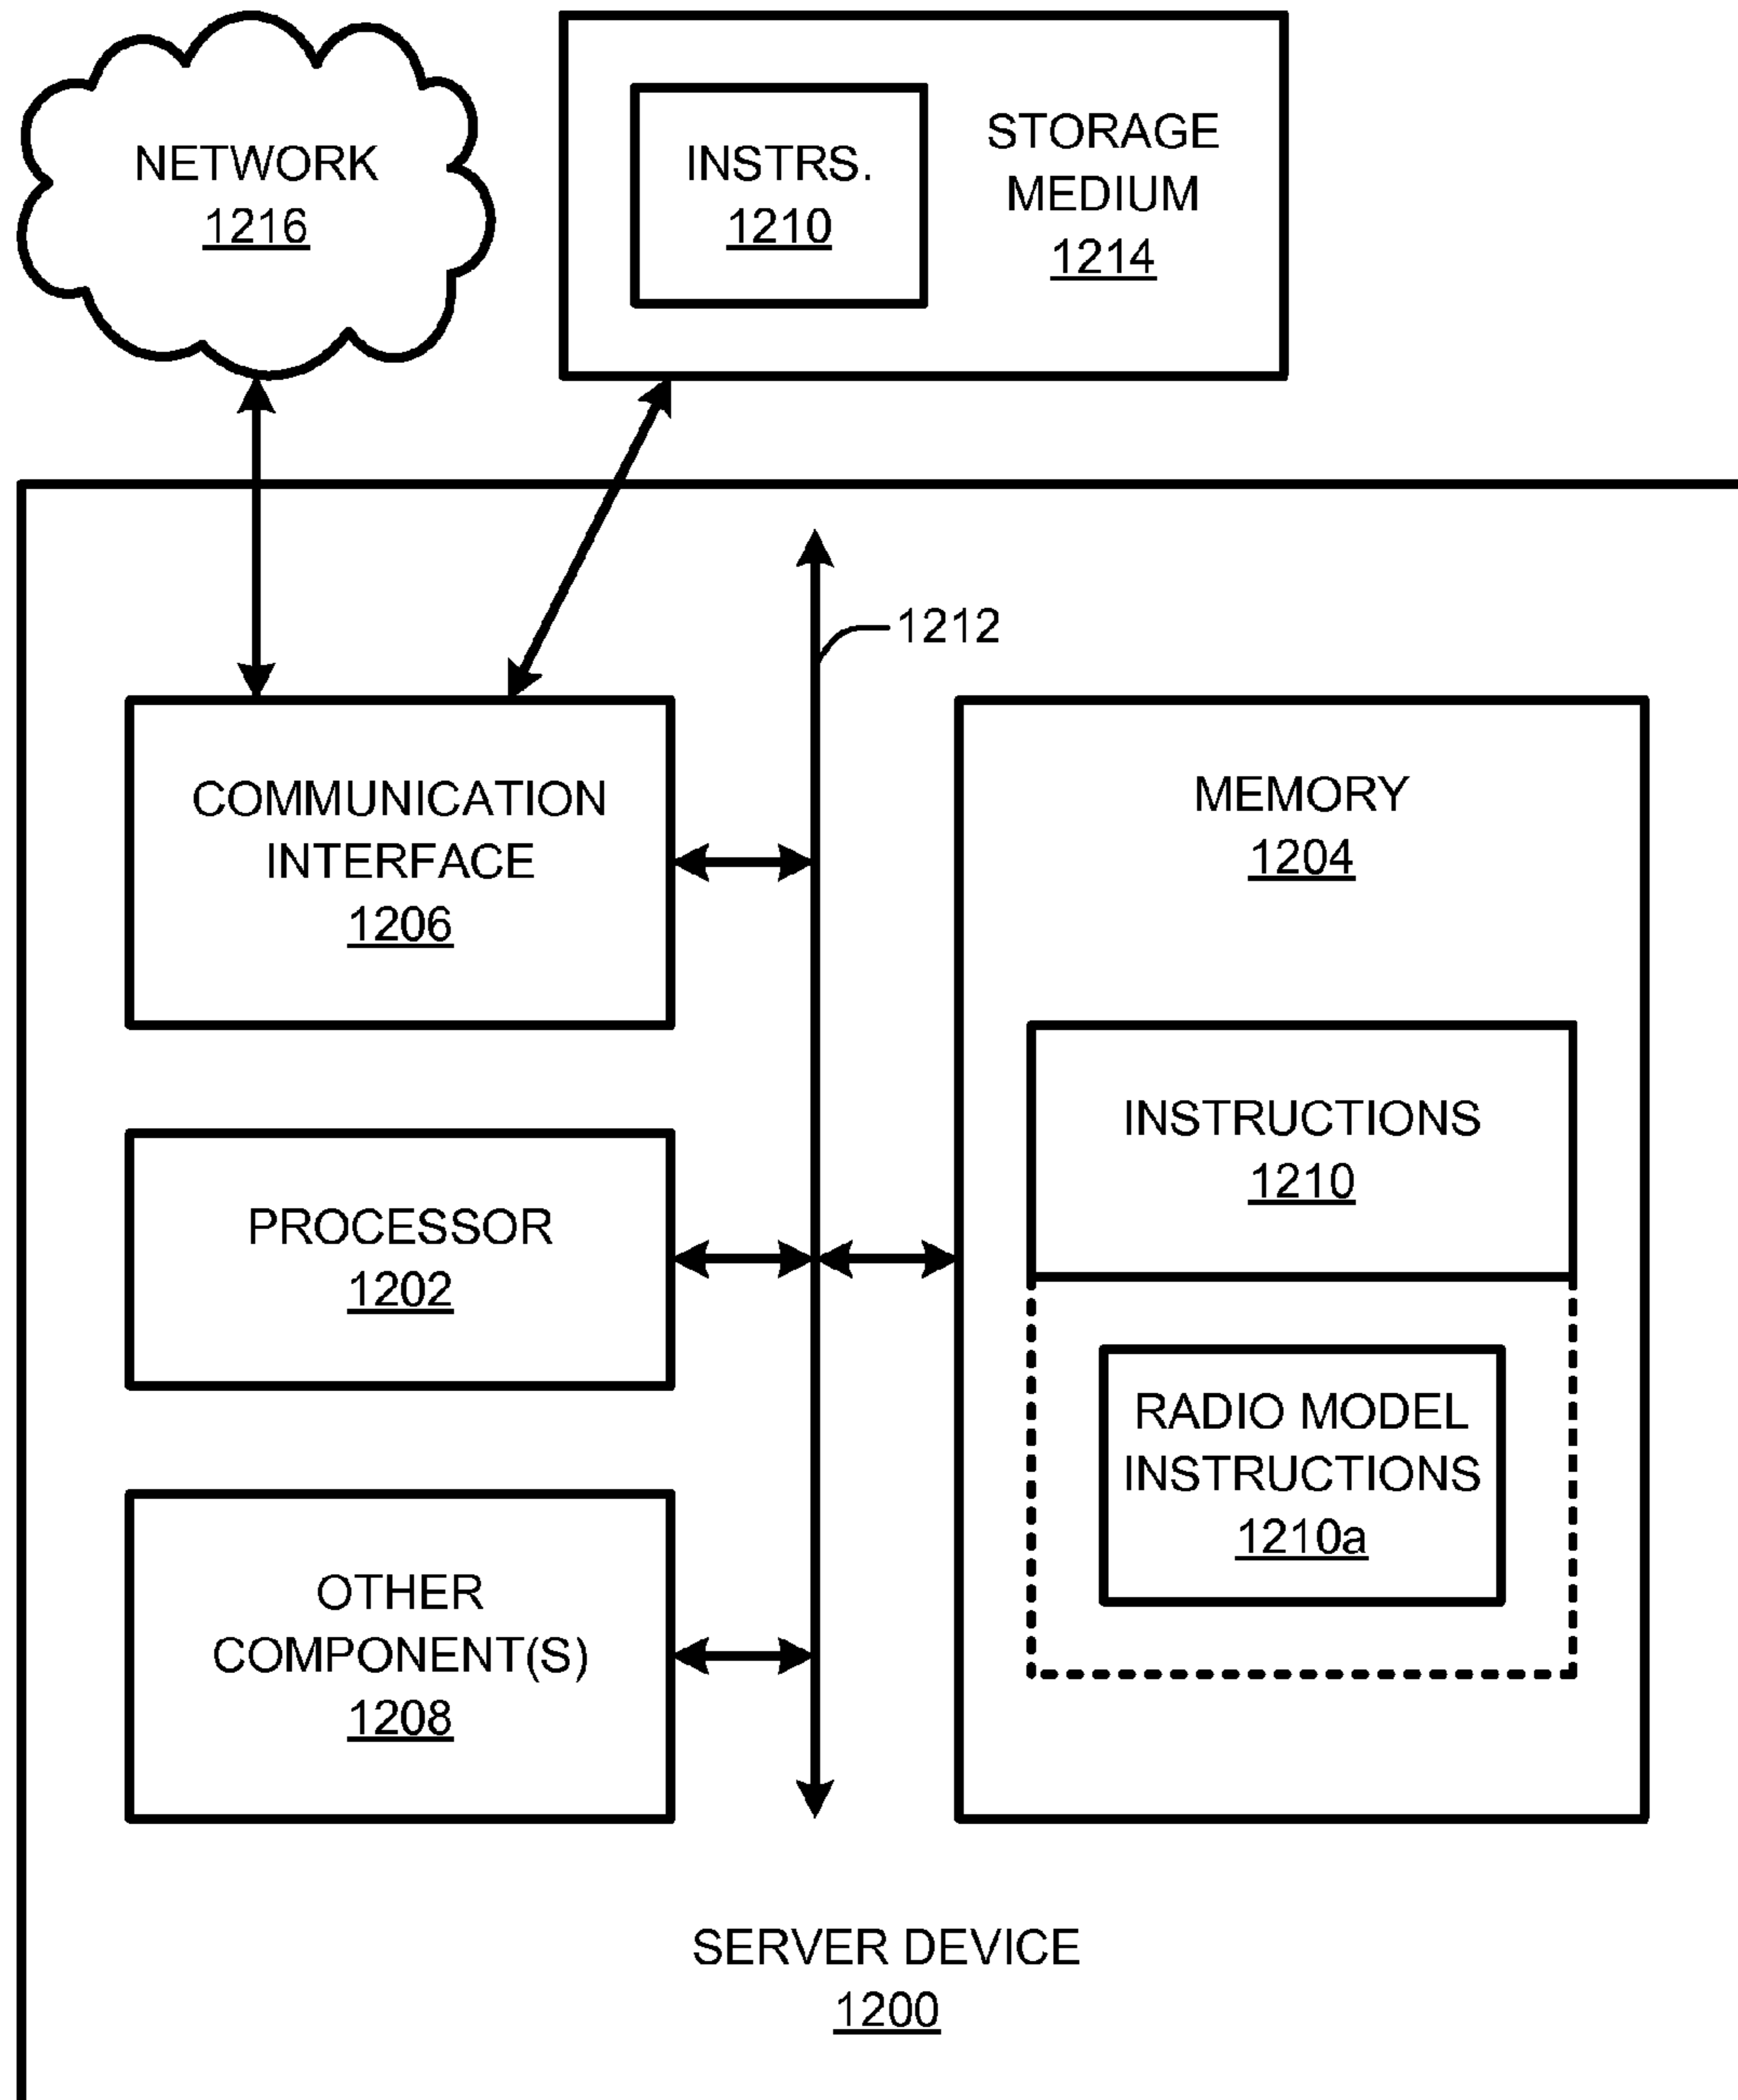 NETWORK
1216
INSTRS.
1210
STORAGE
MEDIUM
1214
1212
COMMUNICATION
INTERFACE
1206
MEMORY
1204
INSTRUCTIONS
1210
PROCESSOR
1202
RADIO MODEL
INSTRUCTIONS
1210a
OTHER
COMPONENT(S)
1208
SERVER DEVICE
1200